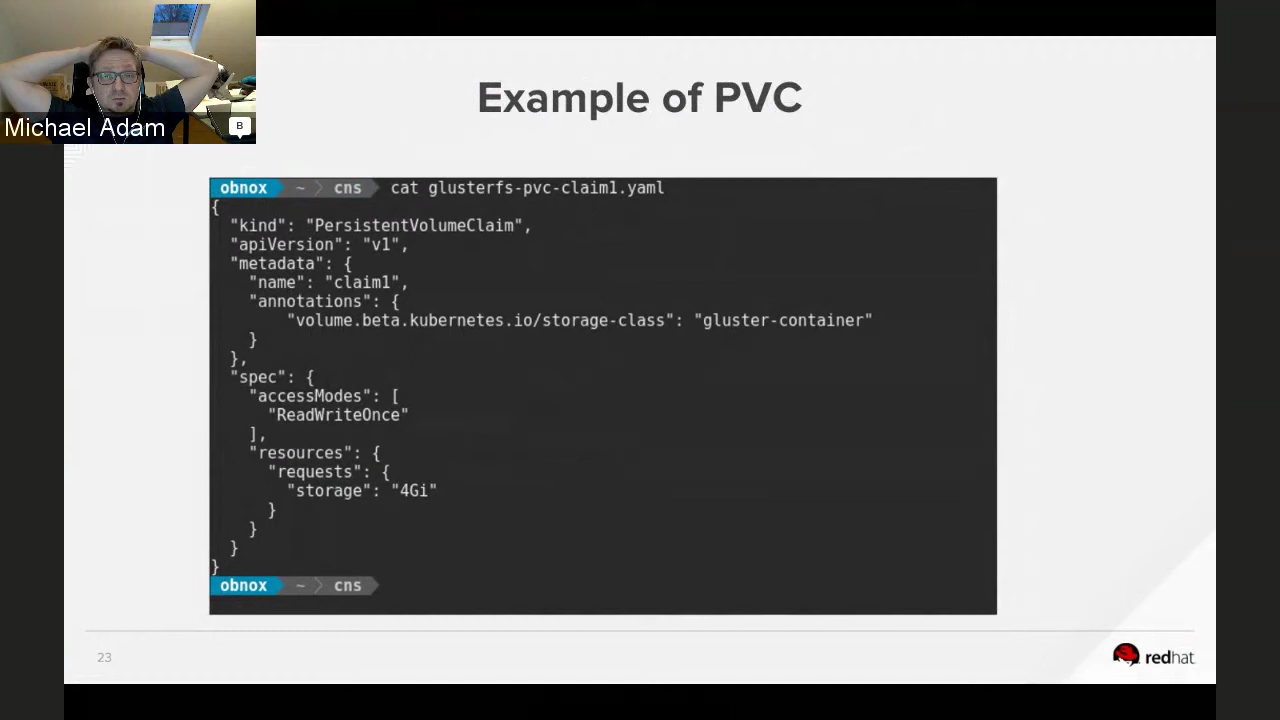 Michael Adam
B
Example of PVC
obnox ~ cns cat glusterfs-pvc-claim1.yaml
{
"kind": "PersistentVolumeClaim",
"apiVersion": "v1",
"metadata": {
"name": "claim1",
"annotations": {
"volume.beta.kubernetes.io/storage-class": "gluster-container"
}
},
"spec": {
"accessModes": [
"ReadWriteOnce"
],
"resources": {
"requests": {
"storage": "4Gi"
}
}
}
}
obnox ~ cns
23
redhat